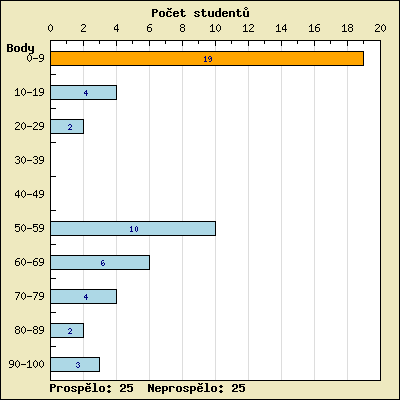 Počet studentů
0 2 4 6 8 10 12 14 16 18 20
Body
0-9 19
10-19 4
20-29 2
30-39
40-49
50-59 10
60-69 6
70-79 4
80-89 2
90-100 3
Prospělo: 25 Neprospělo: 25